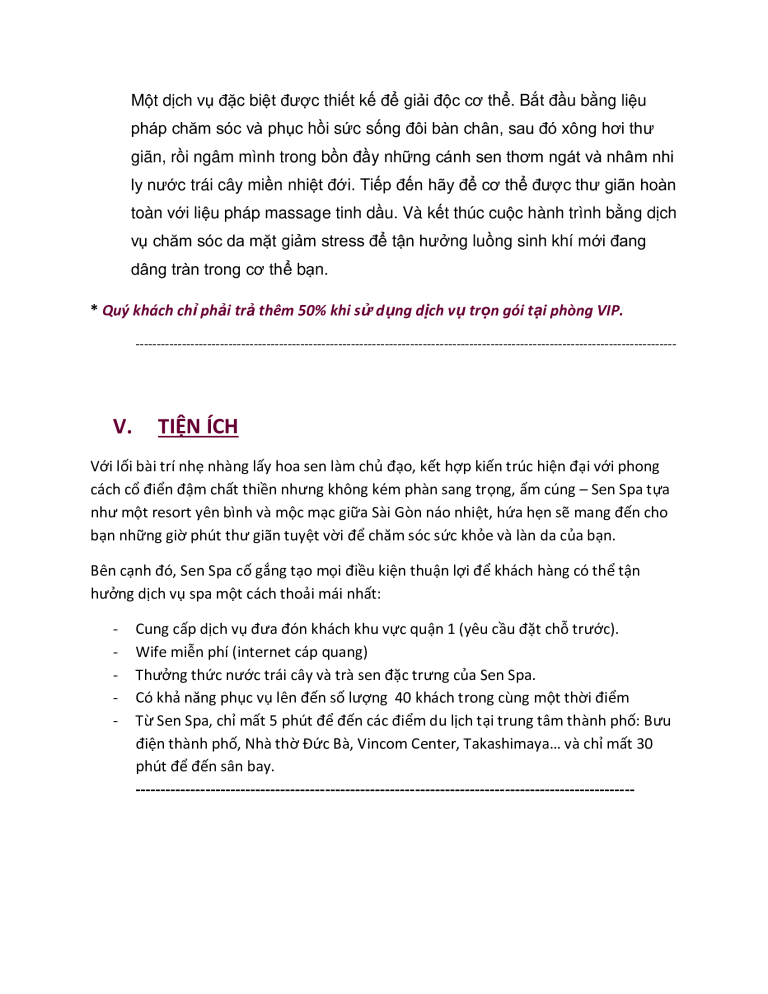 Một dịch vụ đặc biệt được thiết kế để giải độc cơ thể. Bắt đầu bằng liệu
pháp chăm sóc và phục hồi sức sống đôi bàn chân, sau đó xông hơi thư
giãn, rồi ngâm mình trong bồn đầy những cánh sen thơm ngát và nhâm nhi
ly nước trái cây miền nhiệt đới. Tiếp đến hãy để cơ thể được thư giãn hoàn
toàn với liệu pháp massage tinh dầu. Và kết thúc cuộc hành trình bằng dịch
vụ chăm sóc da mặt giảm stress để tận hưởng luồng sinh khí mới đang
dâng tràn trong cơ thể bạn.
* Quý khách chỉ phải trả thêm 50% khi sử dụng dịch vụ trọn gói tại phòng VIP.
V. TIỆN ÍCH
Với lối bài trí nhẹ nhàng lấy hoa sen làm chủ đạo, kết hợp kiến trúc hiện đại với phong
cách cổ điển đậm chất thiền nhưng không kém phàn sang trọng, ấm cúng – Sen Spa tựa
như một resort yên bình và mộc mạc giữa Sài Gòn náo nhiệt, hứa hẹn sẽ mang đến cho
bạn những giờ phút thư giãn tuyệt vời để chăm sóc sức khỏe và làn da của bạn.
Bên cạnh đó, Sen Spa cố gắng tạo mọi điều kiện thuận lợi để khách hàng có thể tận
hưởng dịch vụ spa một cách thoải mái nhất:
- Cung cấp dịch vụ đưa đón khách khu vực quận 1 (yêu cầu đặt chỗ trước).
- Wife miễn phí (internet cáp quang)
- Thưởng thức nước trái cây và trà sen đặc trưng của Sen Spa.
- Có khả năng phục vụ lên đến số lượng 40 khách trong cùng một thời điểm
- Từ Sen Spa, chỉ mất 5 phút để đến các điểm du lịch tại trung tâm thành phố: Bưu
điện thành phố, Nhà thờ Đức Bà, Vincom Center, Takashimaya… và chỉ mất 30
phút để đến sân bay.